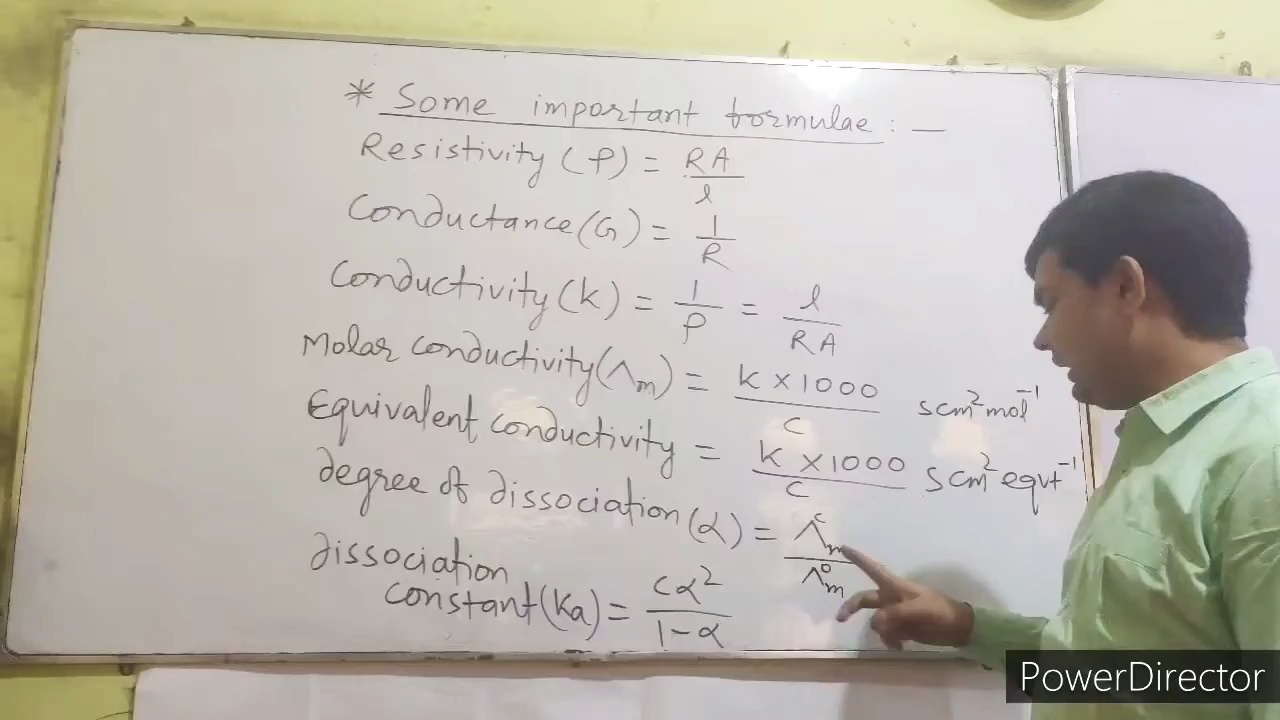 * Some important formulae : —
Resistivity (ρ) = RA / l
Conductance (G) = 1 / R
Conductivity (K) = 1 / ρ = l / RA
Molar conductivity (Λm) = K × 1000 / C Scm² mol⁻¹
Equivalent conductivity = K × 1000 / C Scm² eqvt⁻¹
degree of dissociation (α) = Λᶜm / Λ°m
dissociation
constant (Ka) = Cα² / 1 - α
PowerDirector